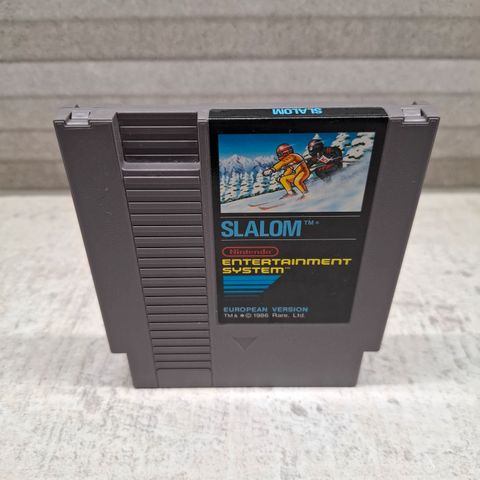 SLALOM
SLALOM™*
Nintendo
ENTERTAINMENT
SYSTEM™
EUROPEAN VERSION
TM & *© 1986 Rare, Ltd.